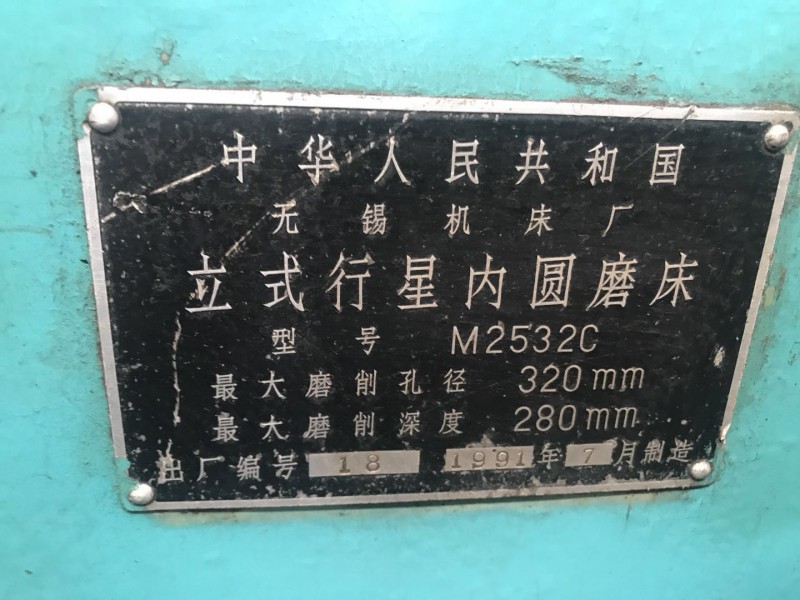 中华人民共和国
无锡机床厂
立式行星内圆磨床
型号 M2532C
最大磨削孔径 320mm
最大磨削深度 280mm
出厂编号 18 1991年7月制造